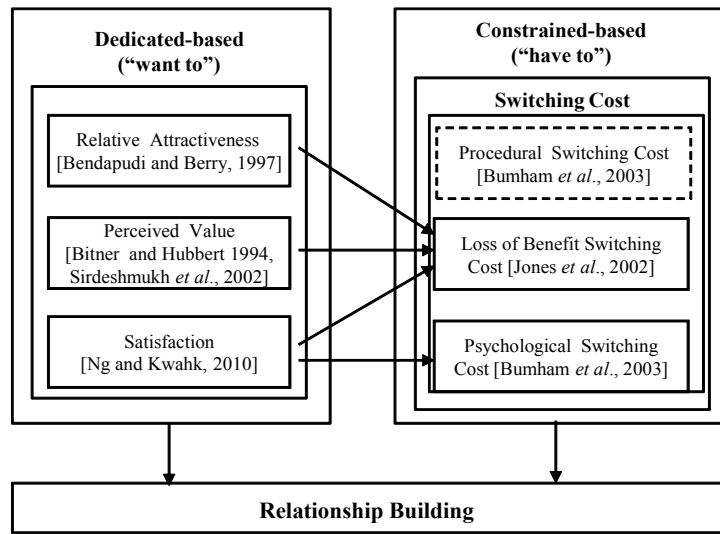 Dedicated-based
(“want to”)
Relative Attractiveness
[Bendapudi and Berry, 1997]
Perceived Value
[Bitner and Hubbert 1994,
Sirdeshmukh et al., 2002]
Satisfaction
[Ng and Kwahk, 2010]
Constrained-based
(“have to”)
Switching Cost
Procedural Switching Cost
[Bumham et al., 2003]
Loss of Benefit Switching
Cost [Jones et al., 2002]
Psychological Switching
Cost [Bumham et al., 2003]
Relationship Building